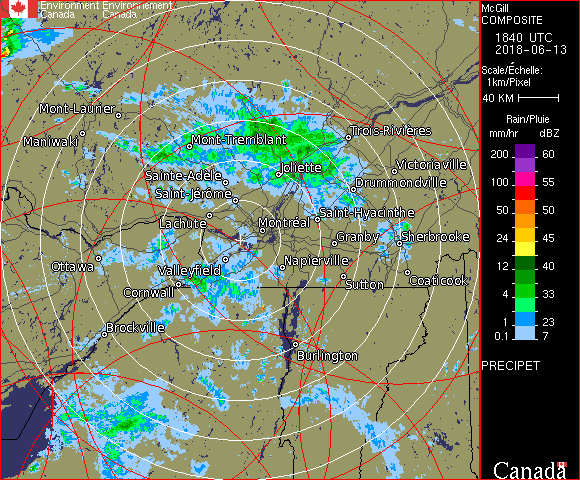 Environment Environnement
Canada Canada
McGill
COMPOSITE
1840 UTC
2018-06-13
Scale/Échelle:
1km/Pixel
40 KM
Rain/Pluie
mm/hr dBZ
200 60
100 55
50 50
24 45
12 40
4 33
1 23
0.1 7
PRECIPET
Canada
Mont-Laurier
Maniwaki
Mont-Tremblant
Trois-Rivières
Joliette
Victoriaville
Sainte-Adèle
Drummondville
Saint-Jérome
Lachute
Saint-Hyacinthe
Montréal
Granby
Sherbrooke
Ottawa
Valleyfield
Napierville
Sutton
Coaticook
Cornwall
Brockville
Burlington